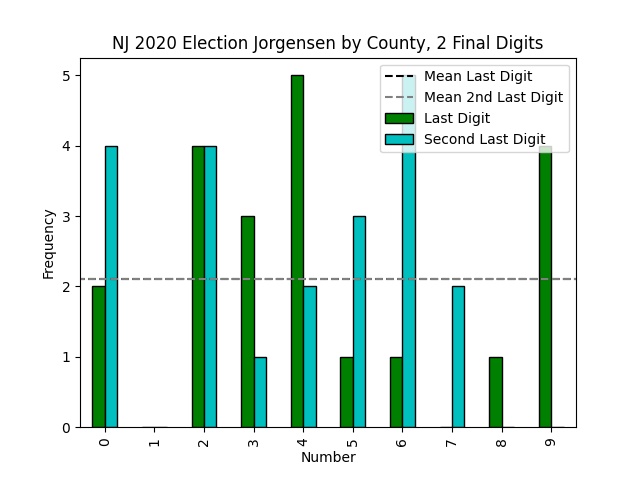 NJ 2020 Election Jorgensen by County, 2 Final Digits
Mean Last Digit
Mean 2nd Last Digit
Last Digit
Second Last Digit
Frequency
5
4
3
2
1
0
0 1 2 3 4 5 6 7 8 9
Number